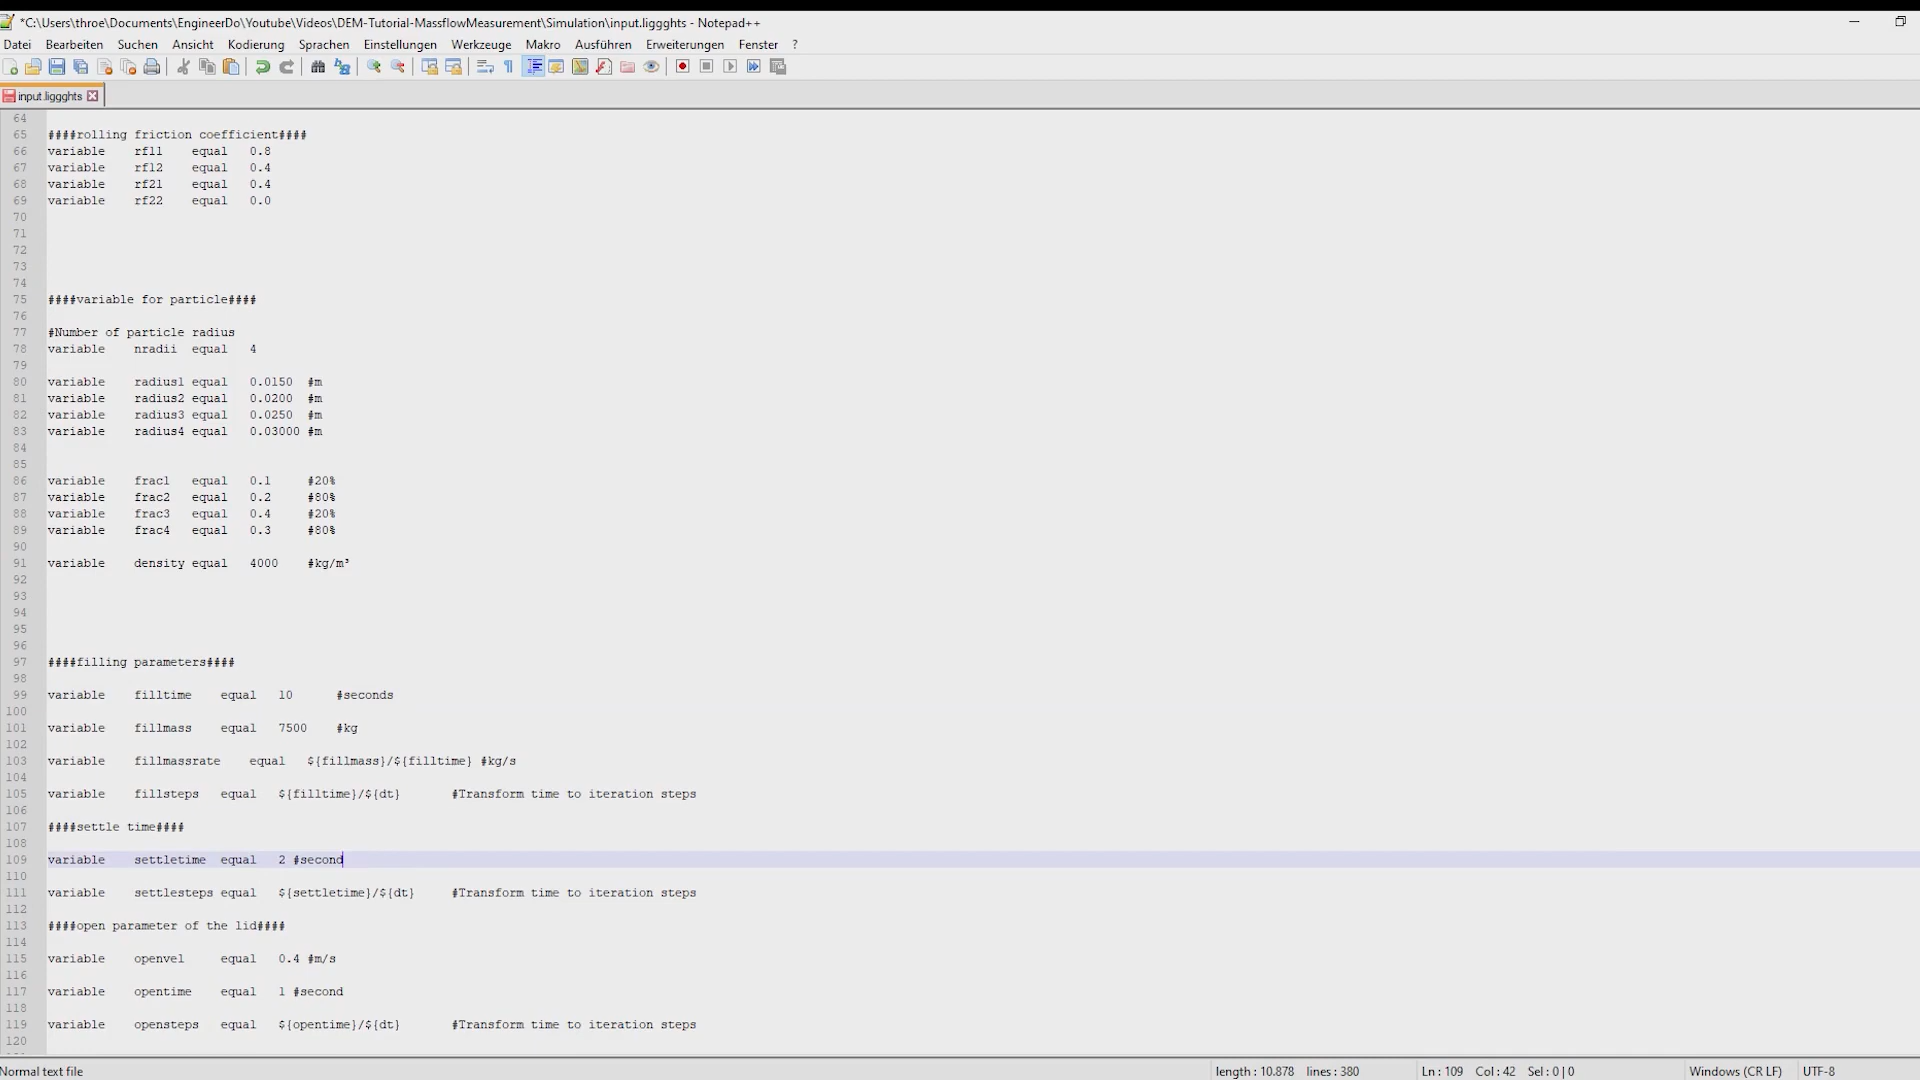 *C:\Users\throe\Documents\EngineerDo\Youtube\Videos\DEM-Tutorial-MassflowMeasurement\Simulation\input.liggghts - Notepad++
Datei Bearbeiten Suchen Ansicht Kodierung Sprachen Einstellungen Werkzeuge Makro Ausführen Erweiterungen Fenster ?
input.liggghts
64
65 ####rolling friction coefficient####
66 variable rf11 equal 0.8
67 variable rf12 equal 0.4
68 variable rf21 equal 0.4
69 variable rf22 equal 0.0
70
71
72
73
74
75 ####variable for particle####
76
77 #Number of particle radius
78 variable nradii equal 4
79
80 variable radius1 equal 0.0150 #m
81 variable radius2 equal 0.0200 #m
82 variable radius3 equal 0.0250 #m
83 variable radius4 equal 0.03000 #m
84
85
86 variable frac1 equal 0.1 #20%
87 variable frac2 equal 0.2 #80%
88 variable frac3 equal 0.4 #20%
89 variable frac4 equal 0.3 #80%
90
91 variable density equal 4000 #kg/m³
92
93
94
95
96
97 ####filling parameters####
98
99 variable filltime equal 10 #seconds
100
101 variable fillmass equal 7500 #kg
102
103 variable fillmassrate equal ${fillmass}/${filltime} #kg/s
104
105 variable fillsteps equal ${filltime}/${dt} #Transform time to iteration steps
106
107 ####settle time####
108
109 variable settletime equal 2 #second
110
111 variable settlesteps equal ${settletime}/${dt} #Transform time to iteration steps
112
113 ####open parameter of the lid####
114
115 variable openvel equal 0.4 #m/s
116
117 variable opentime equal 1 #second
118
119 variable opensteps equal ${opentime}/${dt} #Transform time to iteration steps
120
Normal text file length : 10.878 lines : 380 Ln : 109 Col : 42 Sel : 0 | 0 Windows (CR LF) UTF-8